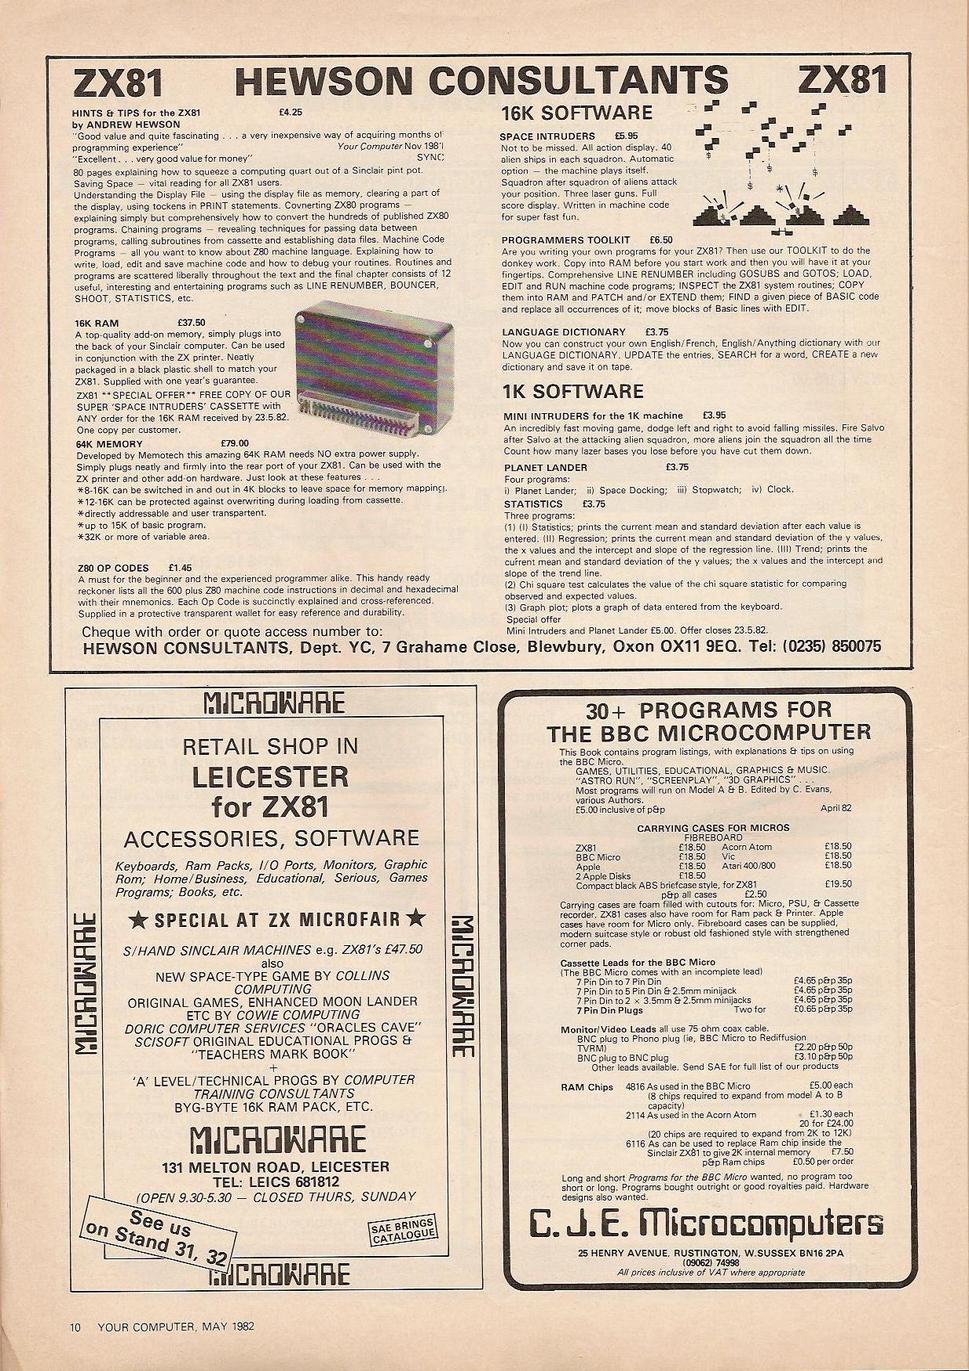 ZX81 HEWSON CONSULTANTS ZX81
HINTS & TIPS for the ZX81 £4.25
by ANDREW HEWSON
"Good value and quite fascinating . . . a very inexpensive way of acquiring months of
programming experience" Your Computer Nov 1981
"Excellent . . . very good value for money" SYNC
80 pages explaining how to squeeze a computing quart out of a Sinclair pint pot.
Saving Space — vital reading for all ZX81 users.
Understanding the Display File — using the display file as memory, clearing a part of
the display, using tockens in PRINT statements. Covnerting ZX80 programs —
explaining simply but comprehensively how to convert the hundreds of published ZX80
programs. Chaining programs — revealing techniques for passing data between
programs, calling subroutines from cassette and establishing data files. Machine Code
Programs — all you want to know about Z80 machine language. Explaining how to
write, load, edit and save machine code and how to debug your routines. Routines and
programs are scattered liberally throughout the text and the final chapter consists of 12
useful, interesting and entertaining programs such as LINE RENUMBER, BOUNCER,
SHOOT, STATISTICS, etc.
16K RAM £37.50
A top-quality add-on memory, simply plugs into
the back of your Sinclair computer. Can be used
in conjunction with the ZX printer. Neatly
packaged in a black plastic shell to match your
ZX81. Supplied with one year's guarantee.
ZX81 **SPECIAL OFFER** FREE COPY OF OUR
SUPER 'SPACE INTRUDERS' CASSETTE with
ANY order for the 16K RAM received by 23.5.82.
One copy per customer.
64K MEMORY £79.00
Developed by Memotech this amazing 64K RAM needs NO extra power supply.
Simply plugs neatly and firmly into the rear port of your ZX81. Can be used with the
ZX printer and other add-on hardware. Just look at these features . . .
*8-16K can be switched in and out in 4K blocks to leave space for memory mapping.
*12-16K can be protected against overwriting during loading from cassette.
*directly addressable and user transpartent.
*up to 15K of basic program.
*32K or more of variable area.
Z80 OP CODES £1.45
A must for the beginner and the experienced programmer alike. This handy ready
reckoner lists all the 600 plus Z80 machine code instructions in decimal and hexadecimal
with their mnemonics. Each Op Code is succinctly explained and cross-referenced.
Supplied in a protective transparent wallet for easy reference and durability.
16K SOFTWARE
SPACE INTRUDERS £5.95
Not to be missed. All action display. 40
alien ships in each squadron. Automatic
option — the machine plays itself.
Squadron after squadron of aliens attack
your position. Three laser guns. Full
score display. Written in machine code
for super fast fun.
PROGRAMMERS TOOLKIT £6.50
Are you writing your own programs for your ZX81? Then use our TOOLKIT to do the
donkey work. Copy into RAM before you start work and then you will have it at your
fingertips. Comprehensive LINE RENUMBER including GOSUBS and GOTOS; LOAD,
EDIT and RUN machine code programs; INSPECT the ZX81 system routines; COPY
them into RAM and PATCH and/or EXTEND them; FIND a given piece of BASIC code
and replace all occurrences of it; move blocks of Basic lines with EDIT.
LANGUAGE DICTIONARY £3.75
Now you can construct your own English/French, English/Anything dictionary with our
LANGUAGE DICTIONARY. UPDATE the entries, SEARCH for a word, CREATE a new
dictionary and save it on tape.
1K SOFTWARE
MINI INTRUDERS for the 1K machine £3.95
An incredibly fast moving game, dodge left and right to avoid falling missiles. Fire Salvo
after Salvo at the attacking alien squadron, more aliens join the squadron all the time
Count how many lazer bases you lose before you have cut them down.
PLANET LANDER £3.75
Four programs:
i) Planet Lander; ii) Space Docking; iii) Stopwatch; iv) Clock.
STATISTICS £3.75
Three programs:
(1) (I) Statistics; prints the current mean and standard deviation after each value is
entered. (II) Regression; prints the current mean and standard deviation of the y values,
the x values and the intercept and slope of the regression line. (III) Trend; prints the
current mean and standard deviation of the y values; the x values and the intercept and
slope of the trend line.
(2) Chi square test calculates the value of the chi square statistic for comparing
observed and expected values.
(3) Graph plot; plots a graph of data entered from the keyboard.
Special offer
Mini Intruders and Planet Lander £5.00. Offer closes 23.5.82.
Cheque with order or quote access number to:
HEWSON CONSULTANTS, Dept. YC, 7 Grahame Close, Blewbury, Oxon OX11 9EQ. Tel: (0235) 850075
MICROWARE
RETAIL SHOP IN
LEICESTER
for ZX81
ACCESSORIES, SOFTWARE
Keyboards, Ram Packs, I/O Ports, Monitors, Graphic
Rom; Home/Business, Educational, Serious, Games
Programs; Books, etc.
★ SPECIAL AT ZX MICROFAIR ★
MICROWARE
MICROWARE
S/HAND SINCLAIR MACHINES e.g. ZX81's £47.50
also
NEW SPACE-TYPE GAME BY COLLINS
COMPUTING
ORIGINAL GAMES, ENHANCED MOON LANDER
ETC BY COWIE COMPUTING
DORIC COMPUTER SERVICES "ORACLES CAVE"
SCISOFT ORIGINAL EDUCATIONAL PROGS &
"TEACHERS MARK BOOK"
+
'A' LEVEL/TECHNICAL PROGS BY COMPUTER
TRAINING CONSULTANTS
BYG-BYTE 16K RAM PACK, ETC.
MICROWARE
131 MELTON ROAD, LEICESTER
TEL: LEICS 681812
(OPEN 9.30-5.30 — CLOSED THURS, SUNDAY
See us
on Stand 31, 32
SAE BRINGS
CATALOGUE
MICROWARE
30+ PROGRAMS FOR
THE BBC MICROCOMPUTER
This Book contains program listings, with explanations & tips on using
the BBC Micro.
GAMES, UTILITIES, EDUCATIONAL, GRAPHICS & MUSIC.
"ASTRO RUN", "SCREENPLAY", "3D GRAPHICS" . . .
Most programs will run on Model A & B. Edited by C. Evans,
various Authors.
£5.00 inclusive of p&p April 82
CARRYING CASES FOR MICROS
FIBREBOARD
ZX81 £18.50 Acorn Atom £18.50
BBC Micro £18.50 Vic £18.50
Apple £18.50 Atari 400/800 £18.50
2 Apple Disks £18.50
Compact black ABS briefcase style, for ZX81 £19.50
p&p all cases £2.50
Carrying cases are foam filled with cutouts for: Micro, PSU, & Cassette
recorder. ZX81 cases also have room for Ram pack & Printer. Apple
cases have room for Micro only. Fibreboard cases can be supplied,
modern suitcase style or robust old fashioned style with strengthened
corner pads.
Cassette Leads for the BBC Micro
(The BBC Micro comes with an incomplete lead)
7 Pin Din to 7 Pin Din £4.65 p&p 35p
7 Pin Din to 5 Pin Din & 2.5mm minijack £4.65 p&p 35p
7 Pin Din to 2 × 3.5mm & 2.5mm minijacks £4.65 p&p 35p
7 Pin Din Plugs Two for £0.65 p&p 35p
Monitor/Video Leads all use 75 ohm coax cable.
BNC plug to Phono plug (ie, BBC Micro to Rediffusion
TVRM) £2.20 p&p 50p
BNC plug to BNC plug £3.10 p&p 50p
Other leads available. Send SAE for full list of our products
RAM Chips 4816 As used in the BBC Micro £5.00 each
(8 chips required to expand from model A to B
capacity)
2114 As used in the Acorn Atom £1.30 each
20 for £24.00
(20 chips are required to expand from 2K to 12K)
6116 As can be used to replace Ram chip inside the
Sinclair ZX81 to give 2K internal memory £7.50
p&p Ram chips £0.50 per order
Long and short Programs for the BBC Micro wanted, no program too
short or long. Programs bought outright or good royalties paid. Hardware
designs also wanted.
C.J.E. Microcomputers
25 HENRY AVENUE, RUSTINGTON, W.SUSSEX BN16 2PA
(09062) 74998
All prices inclusive of VAT where appropriate
10 YOUR COMPUTER, MAY 1982